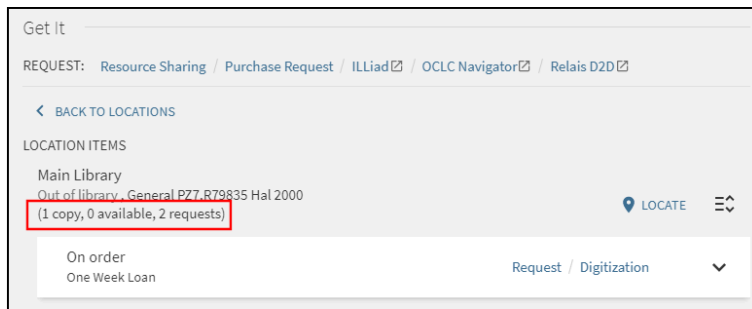 Get It
REQUEST: Resource Sharing / Purchase Request / ILLiad / OCLC Navigator / Relais D2D
BACK TO LOCATIONS
LOCATION ITEMS
Main Library
Out of library , General PZ7.R79835 Hal 2000
(1 copy, 0 available, 2 requests)
LOCATE
On order
One Week Loan
Request / Digitization